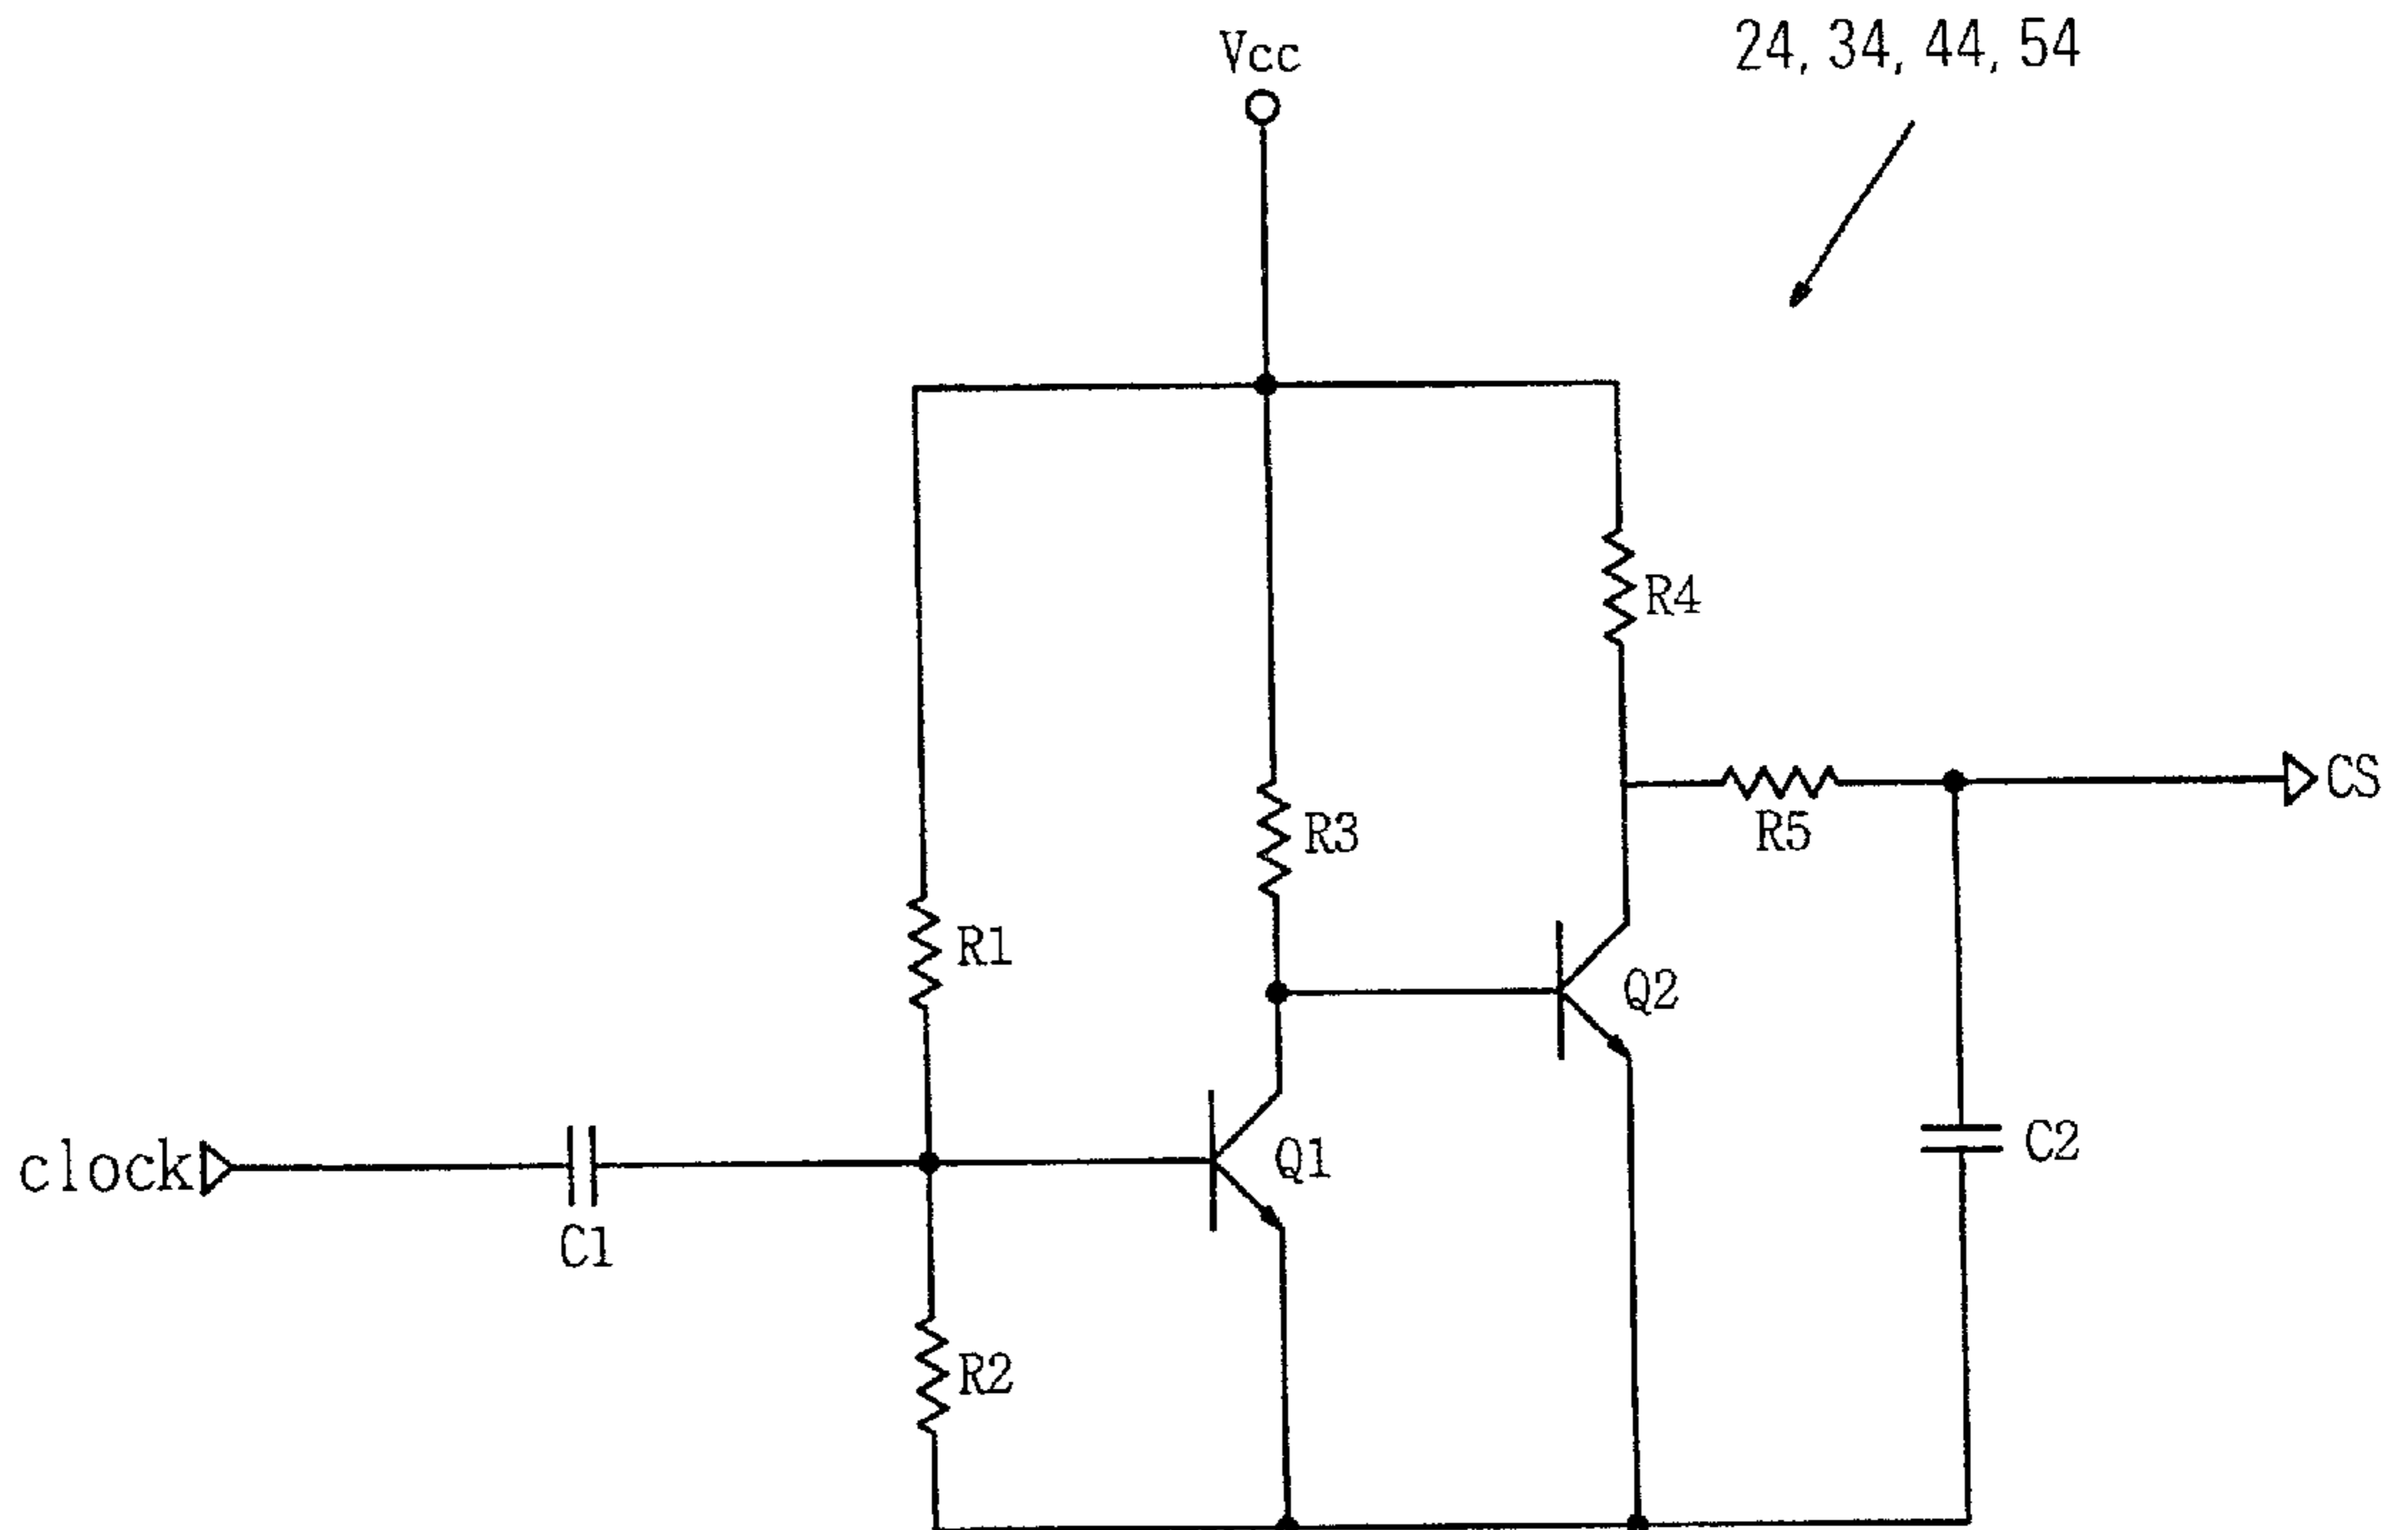 Vcc
24, 34, 44, 54
R4
R3
R5
CS
R1
Q2
clock
C1
Q1
C2
R2